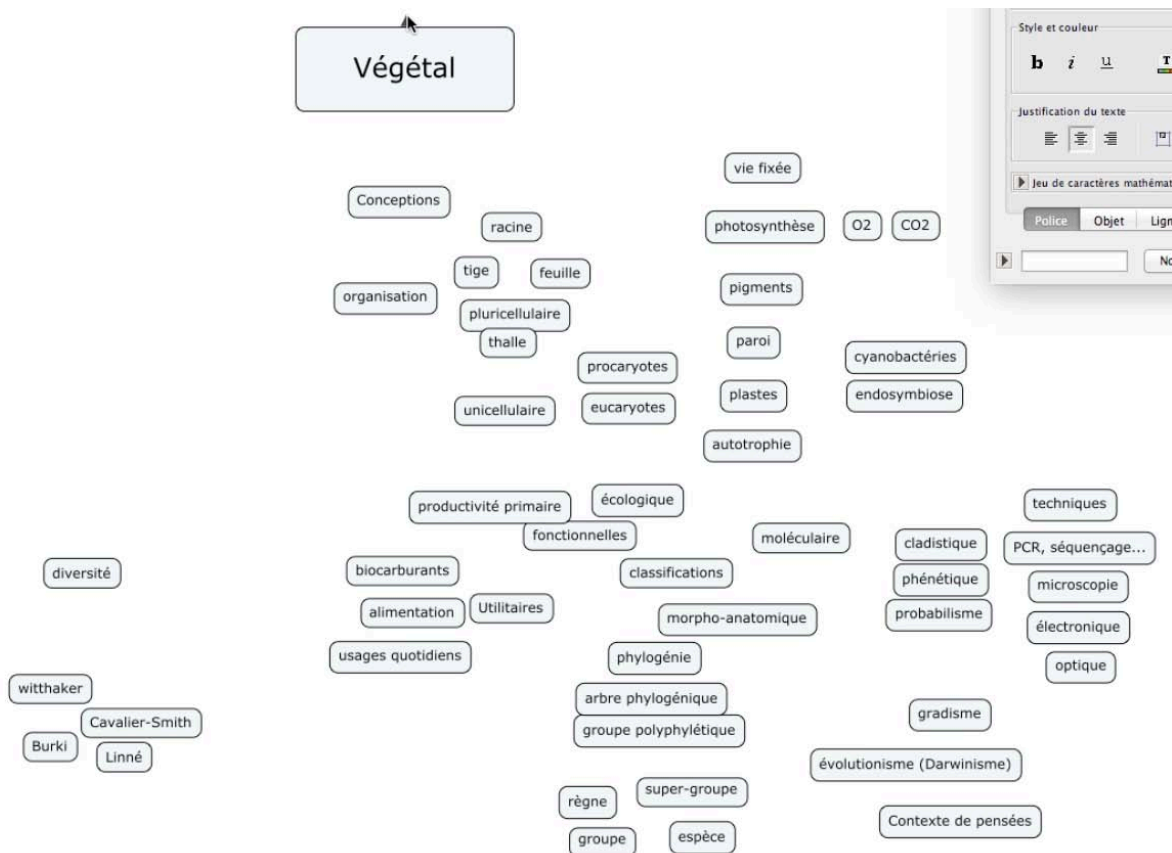 Végétal
Style et couleur
b i u T
Justification du texte
Jeu de caractères mathémat
Police Objet Lign
No
vie fixée
Conceptions
racine
photosynthèse
O2
CO2
tige
feuille
organisation
pigments
pluricellulaire
thalle
paroi
procaryotes
cyanobactéries
unicellulaire
eucaryotes
plastes
endosymbiose
autotrophie
productivité primaire
écologique
techniques
fonctionnelles
moléculaire
cladistique
PCR, séquençage...
diversité
biocarburants
classifications
phénétique
microscopie
alimentation
Utilitaires
morpho-anatomique
probabilisme
électronique
usages quotidiens
phylogénie
optique
witthaker
arbre phylogénique
Cavalier-Smith
gradisme
groupe polyphylétique
Burki
Linné
évolutionisme (Darwinisme)
super-groupe
règne
Contexte de pensées
groupe
espèce